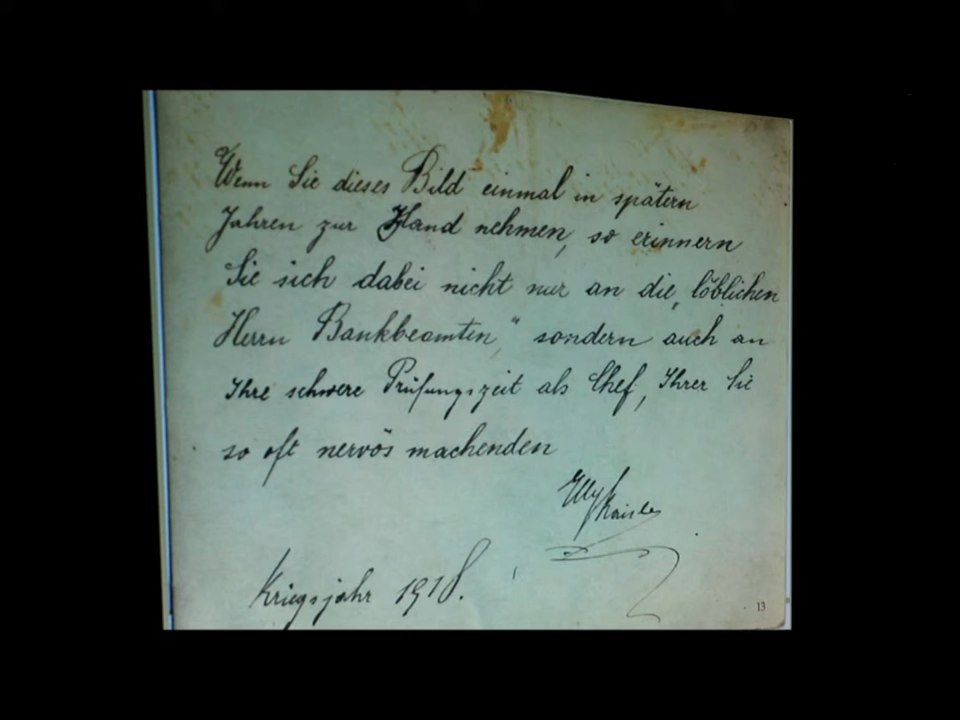 Wenn Sie dieses Bild einmal in spätern
Jahren zur Hand nehmen, so erinnern
Sie sich dabei nicht nur an die „löblichen
Herrn Bankbeamten," sondern auch an
Ihre schwere Prüfungszeit als Chef, Ihrer Sie
so oft nervös machenden
Elly
Kriegsjahr 1918.
13